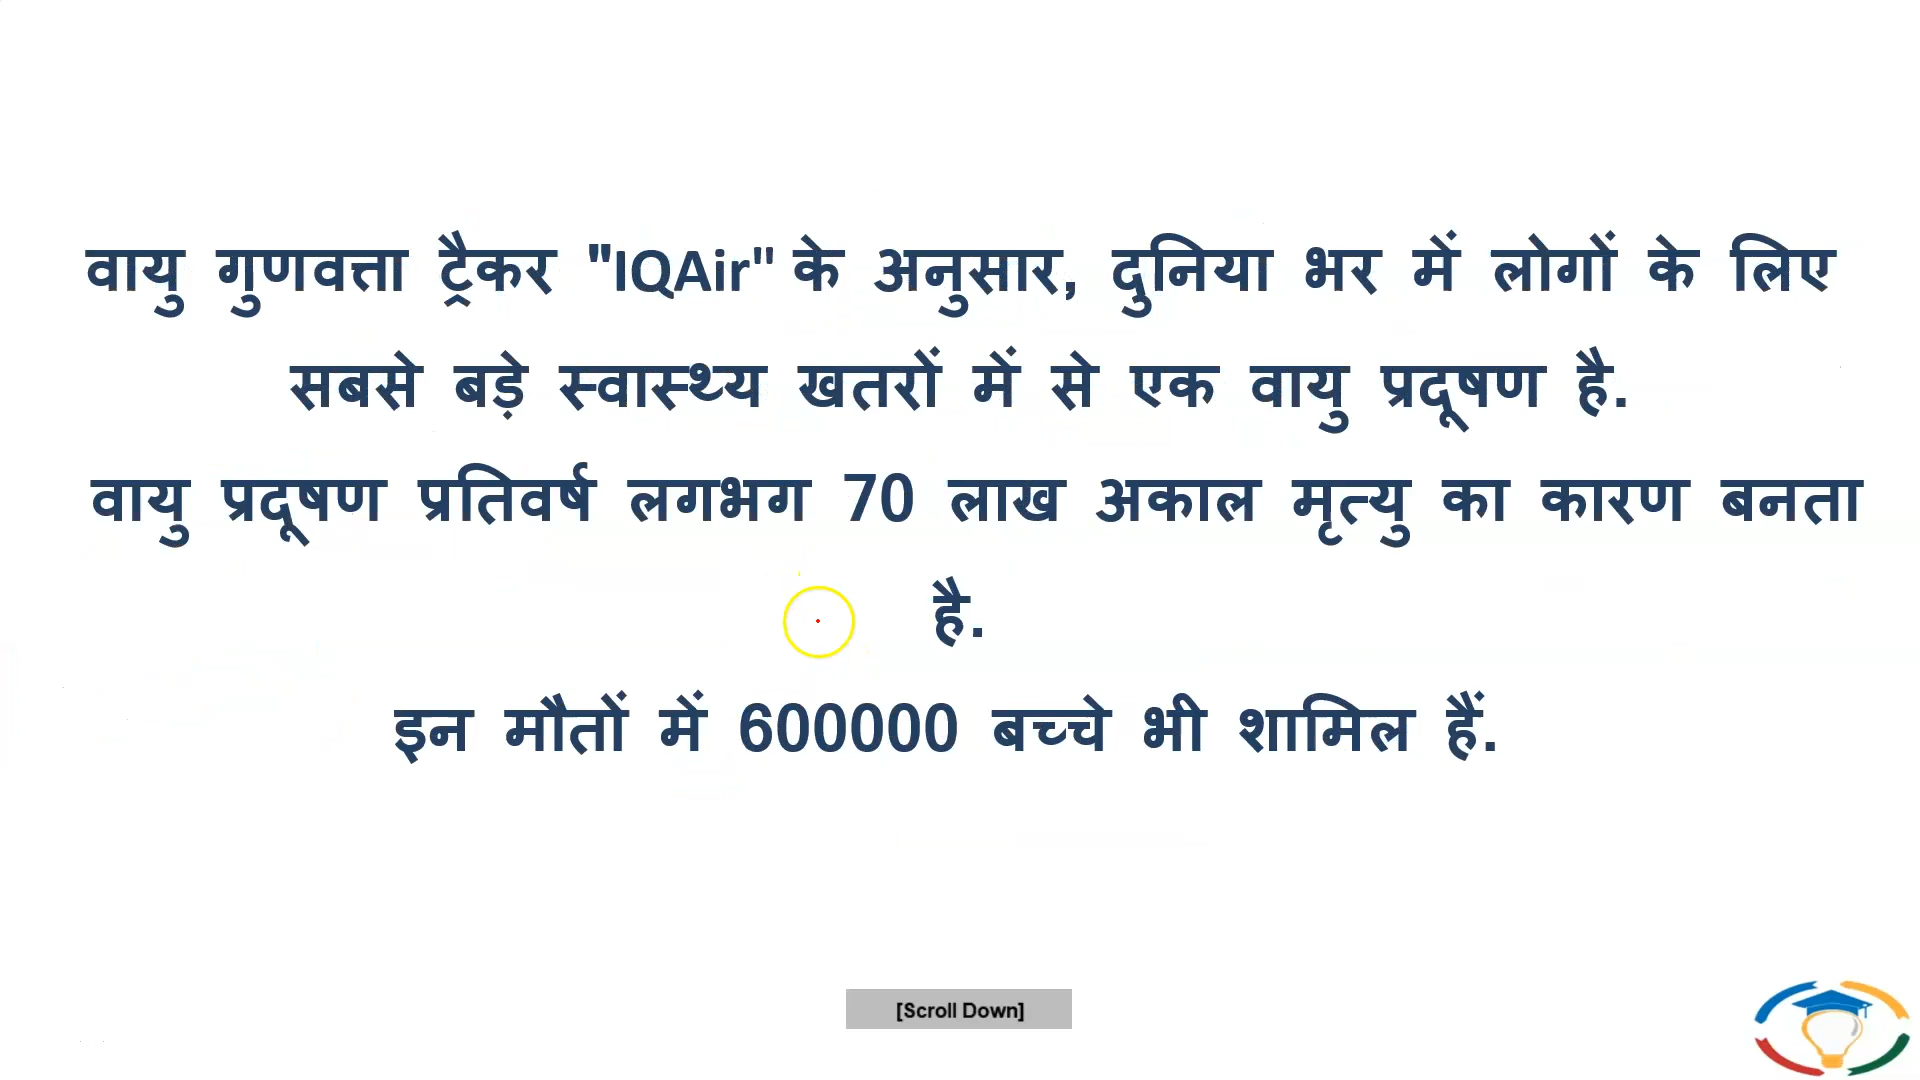 वायु गुणवत्ता ट्रैकर "IQAir" के अनुसार, दुनिया भर में लोगों के लिए
सबसे बड़े स्वास्थ्य खतरों में से एक वायु प्रदूषण है.
वायु प्रदूषण प्रतिवर्ष लगभग 70 लाख अकाल मृत्यु का कारण बनता
है.
इन मौतों में 600000 बच्चे भी शामिल हैं.
[Scroll Down]